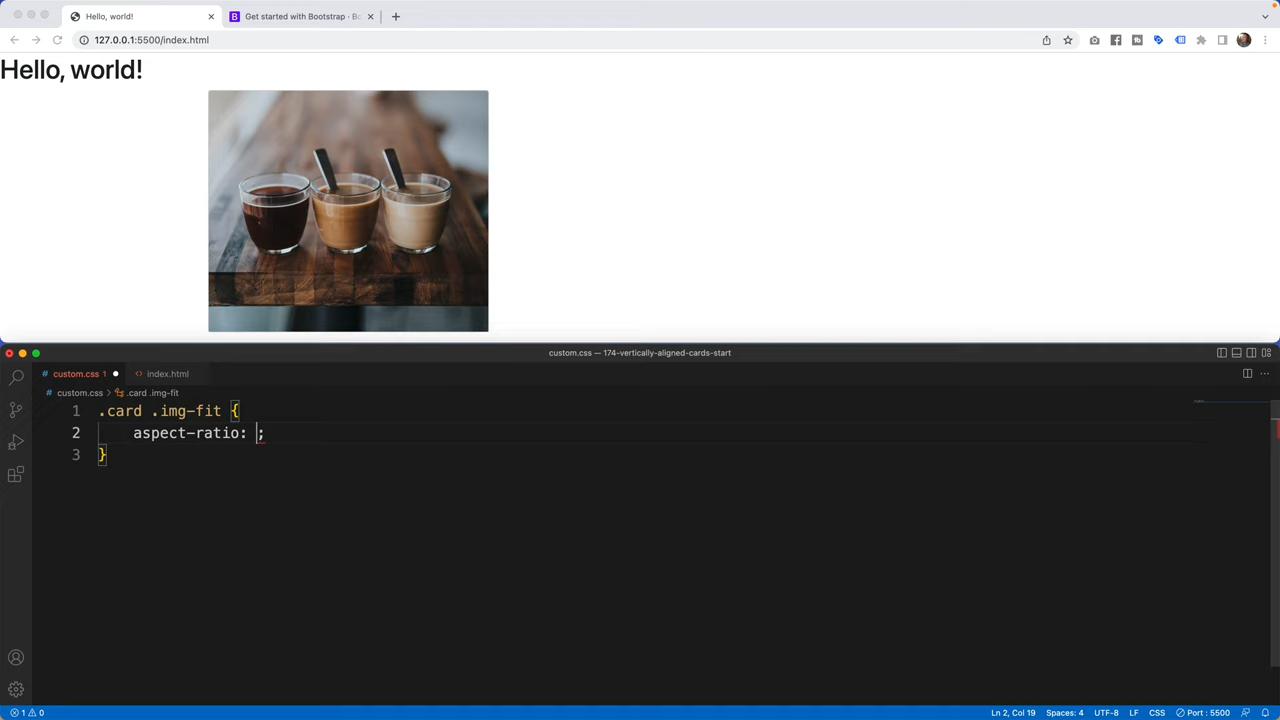 Hello, world!
Get started with Bootstrap · Bo
127.0.0.1:5500/index.html
Hello, world!
custom.css — 174-vertically-aligned-cards-start
# custom.css 1
<> index.html
# custom.css > .card .img-fit
1 .card .img-fit {
2 aspect-ratio: ;
3 }
1 0
Ln 2, Col 19
Spaces: 4
UTF-8
LF
CSS
Port : 5500